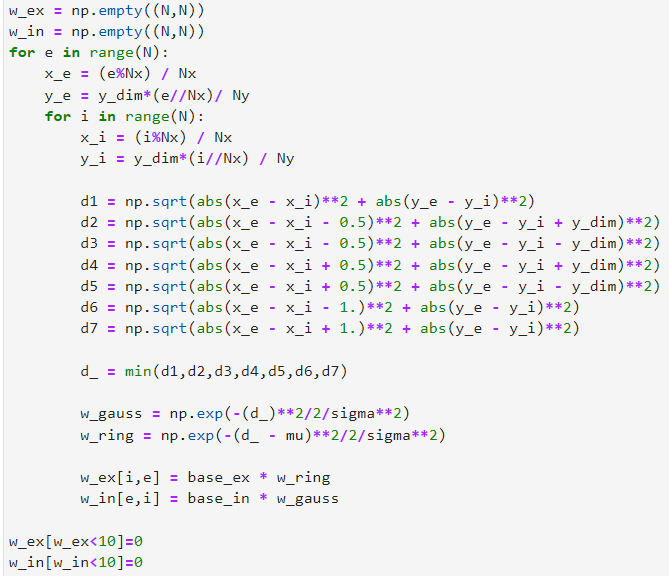 w_ex = np.empty((N,N))
w_in = np.empty((N,N))
for e in range(N):
    x_e = (e%Nx) / Nx
    y_e = y_dim*(e//Nx)/ Ny
    for i in range(N):
        x_i = (i%Nx) / Nx
        y_i = y_dim*(i//Nx) / Ny

        d1 = np.sqrt(abs(x_e - x_i)**2 + abs(y_e - y_i)**2)
        d2 = np.sqrt(abs(x_e - x_i - 0.5)**2 + abs(y_e - y_i + y_dim)**2)
        d3 = np.sqrt(abs(x_e - x_i - 0.5)**2 + abs(y_e - y_i - y_dim)**2)
        d4 = np.sqrt(abs(x_e - x_i + 0.5)**2 + abs(y_e - y_i + y_dim)**2)
        d5 = np.sqrt(abs(x_e - x_i + 0.5)**2 + abs(y_e - y_i - y_dim)**2)
        d6 = np.sqrt(abs(x_e - x_i - 1.)**2 + abs(y_e - y_i)**2)
        d7 = np.sqrt(abs(x_e - x_i + 1.)**2 + abs(y_e - y_i)**2)

        d_ = min(d1,d2,d3,d4,d5,d6,d7)

        w_gauss = np.exp(-(d_)**2/2/sigma**2)
        w_ring = np.exp(-(d_ - mu)**2/2/sigma**2)

        w_ex[i,e] = base_ex * w_ring
        w_in[e,i] = base_in * w_gauss

w_ex[w_ex<10]=0
w_in[w_in<10]=0